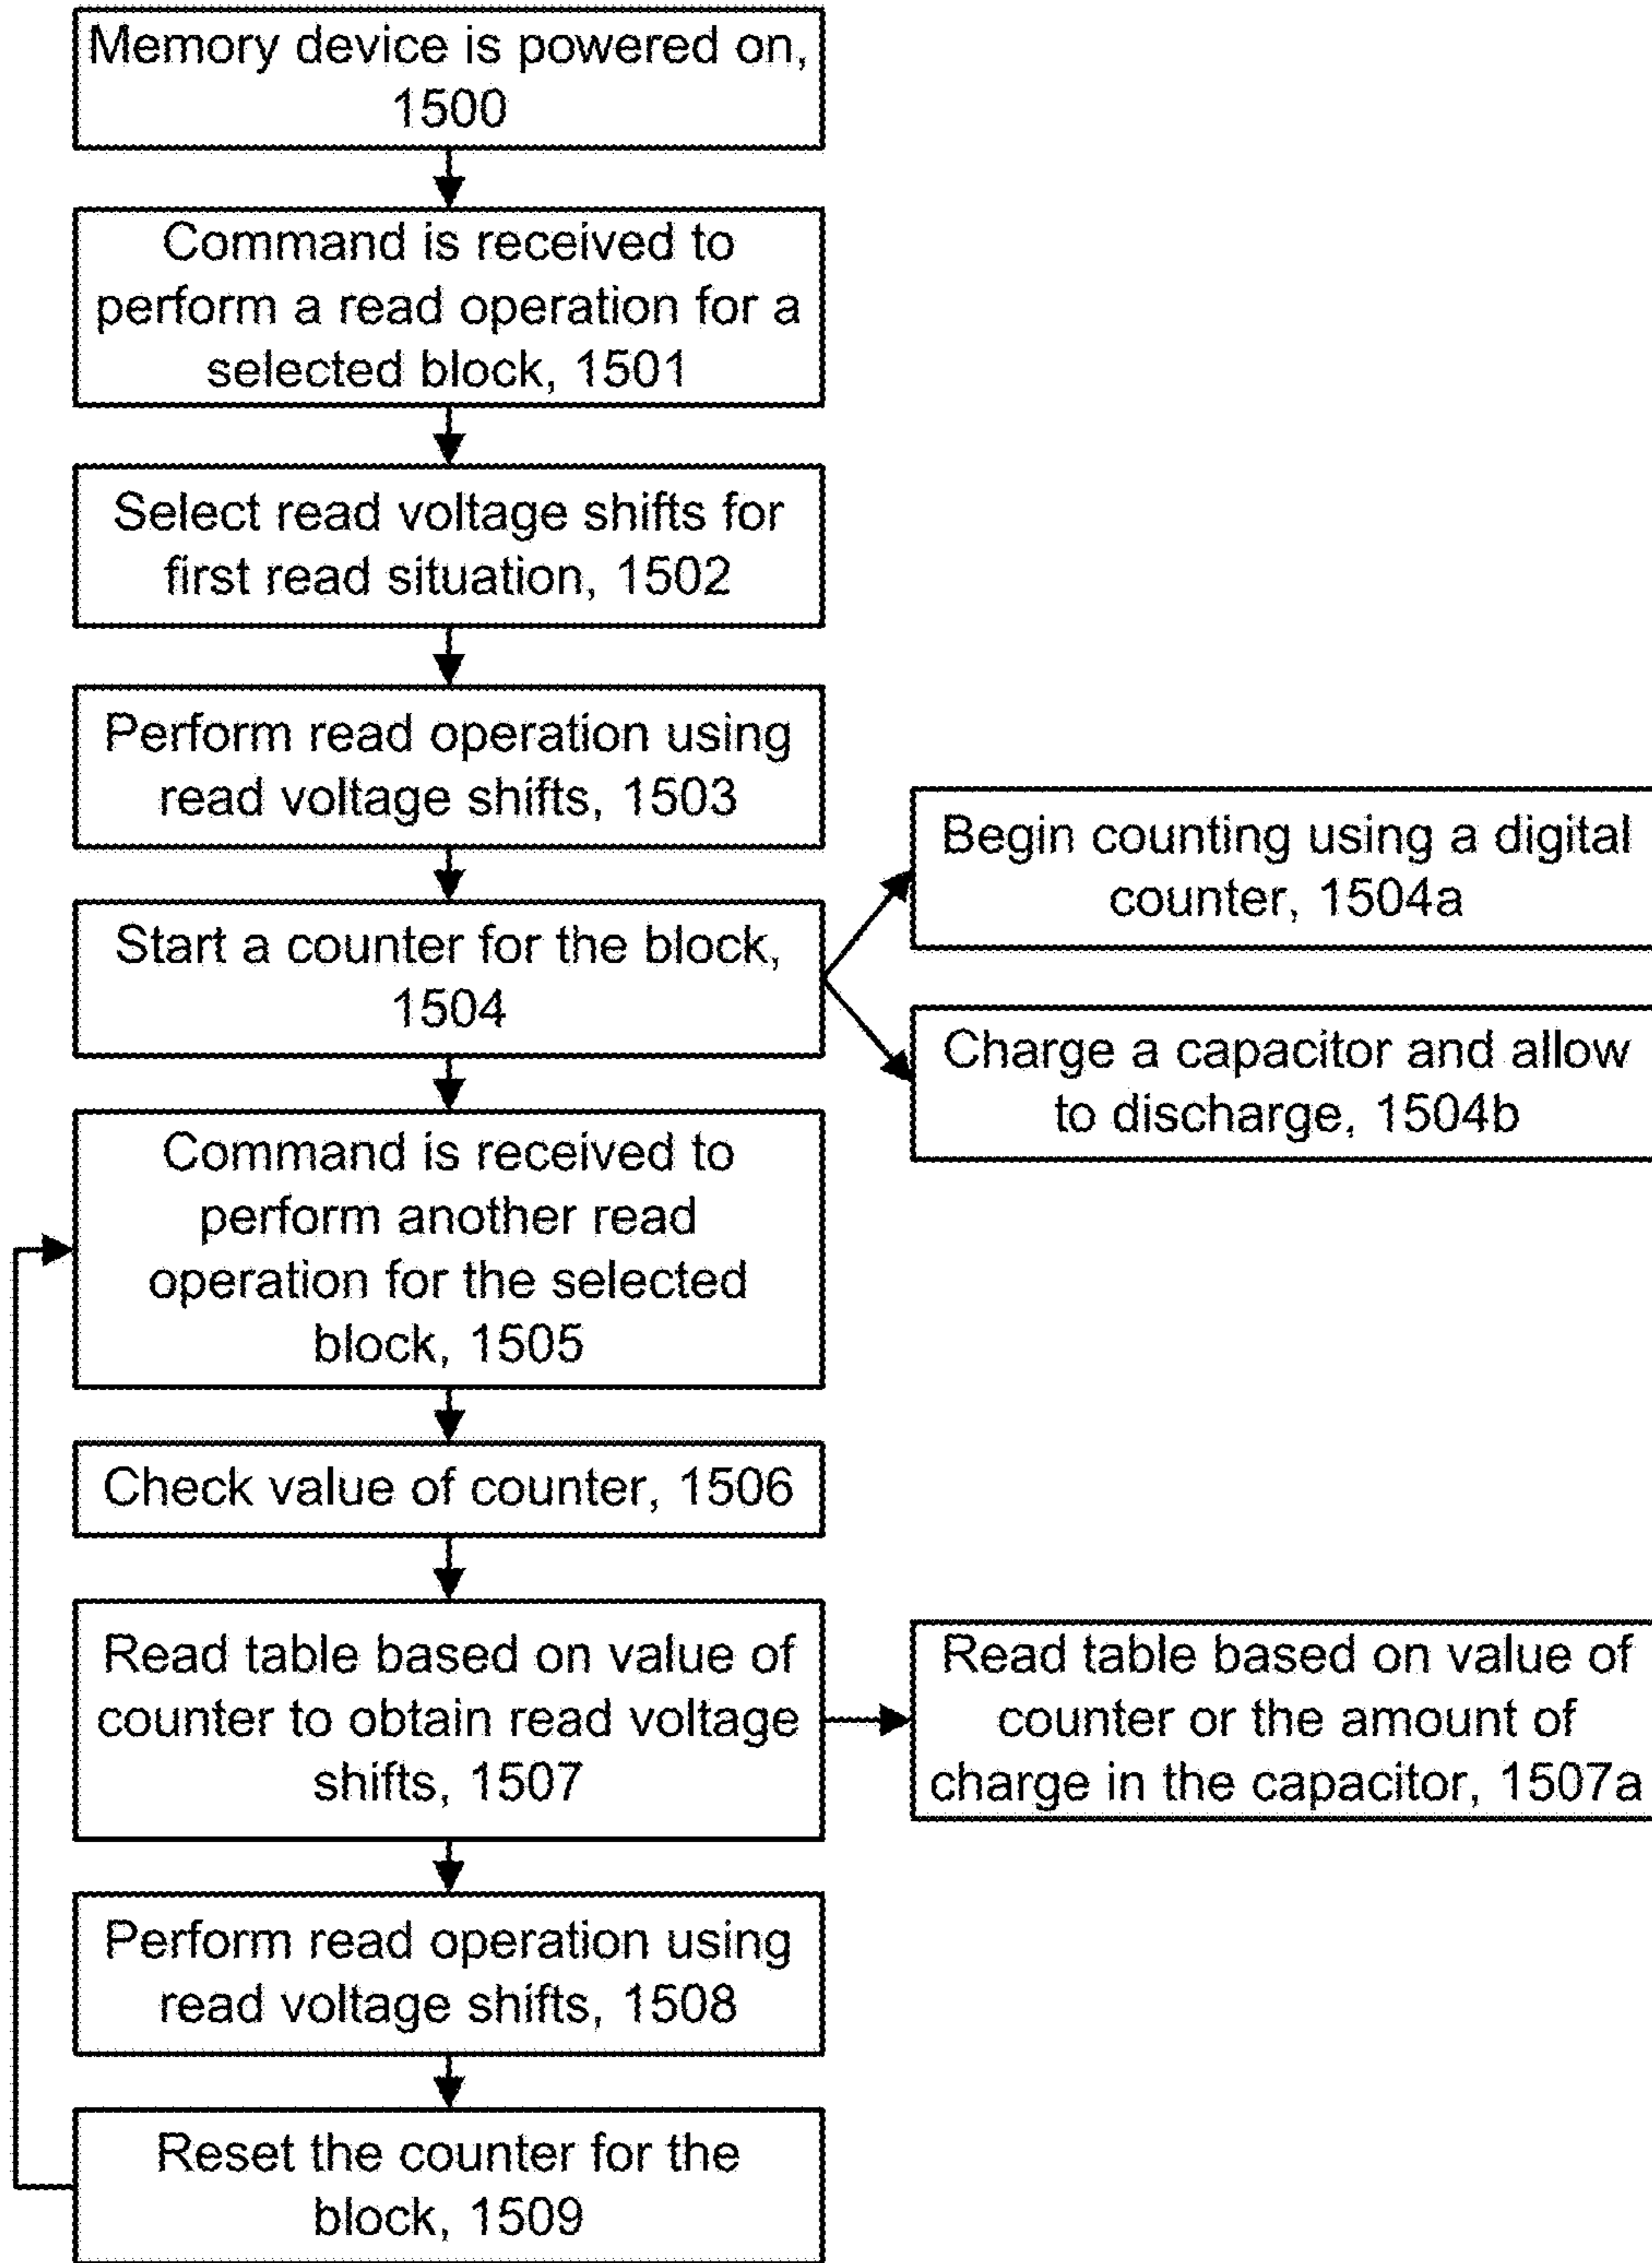 Memory device is powered on,
1500
Command is received to
perform a read operation for a
selected block, 1501
Select read voltage shifts for
first read situation, 1502
Perform read operation using
read voltage shifts, 1503
Start a counter for the block,
1504
Begin counting using a digital
counter, 1504a
Charge a capacitor and allow
to discharge, 1504b
Command is received to
perform another read
operation for the selected
block, 1505
Check value of counter, 1506
Read table based on value of
counter to obtain read voltage
shifts, 1507
Read table based on value of
counter or the amount of
charge in the capacitor, 1507a
Perform read operation using
read voltage shifts, 1508
Reset the counter for the
block, 1509